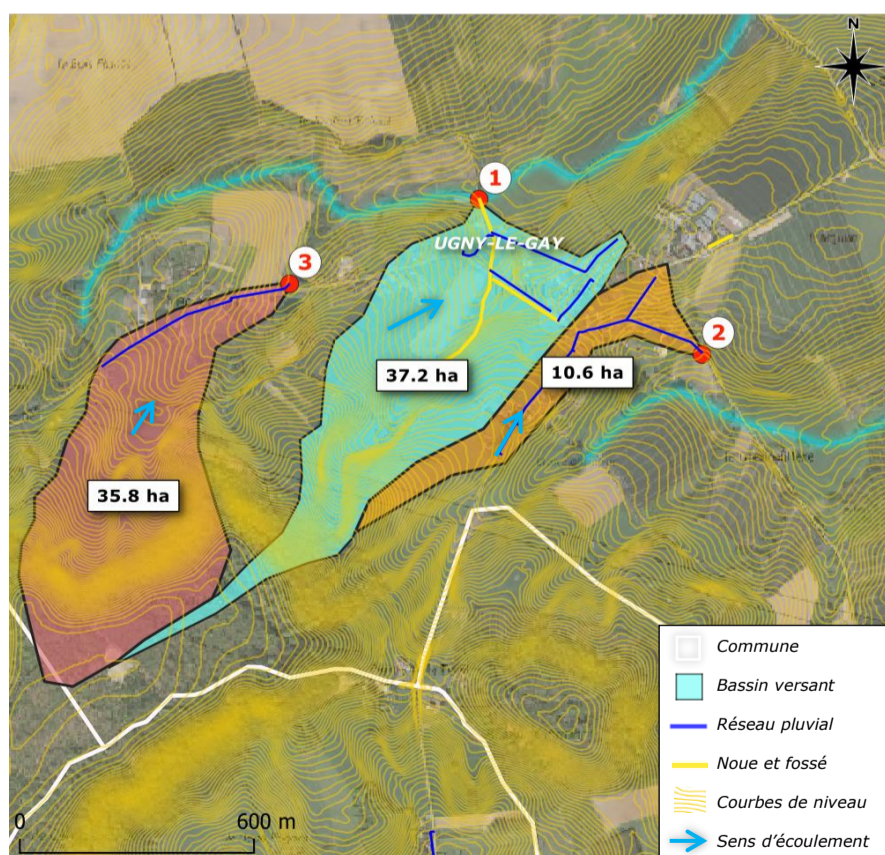 N
1
UGNY-LE-GAY
3
2
37.2 ha
10.6 ha
35.8 ha
Commune
Bassin versant
Réseau pluvial
Noue et fossé
Courbes de niveau
Sens d'écoulement
0
600 m